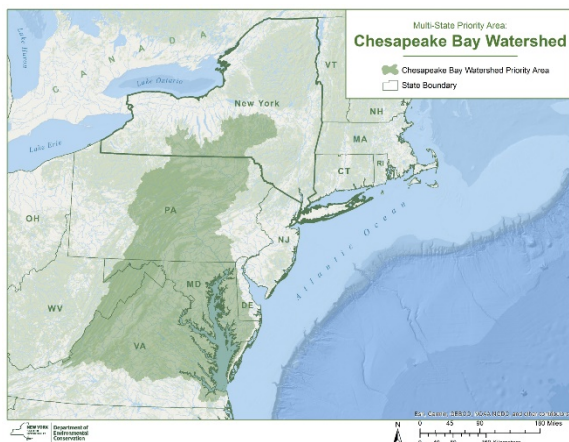 Multi-State Priority Area:
Chesapeake Bay Watershed
Chesapeake Bay Watershed Priority Area
State Boundary
CANADA
Lake Huron
Lake Ontario
VT
New York
NH
Lake Erie
MA
CT
RI
PA
OH
NJ
Atlantic Ocean
MD
DE
WV
VA
NEW YORK
Department of
Environmental
Conservation
N
0 45 90 180 Miles